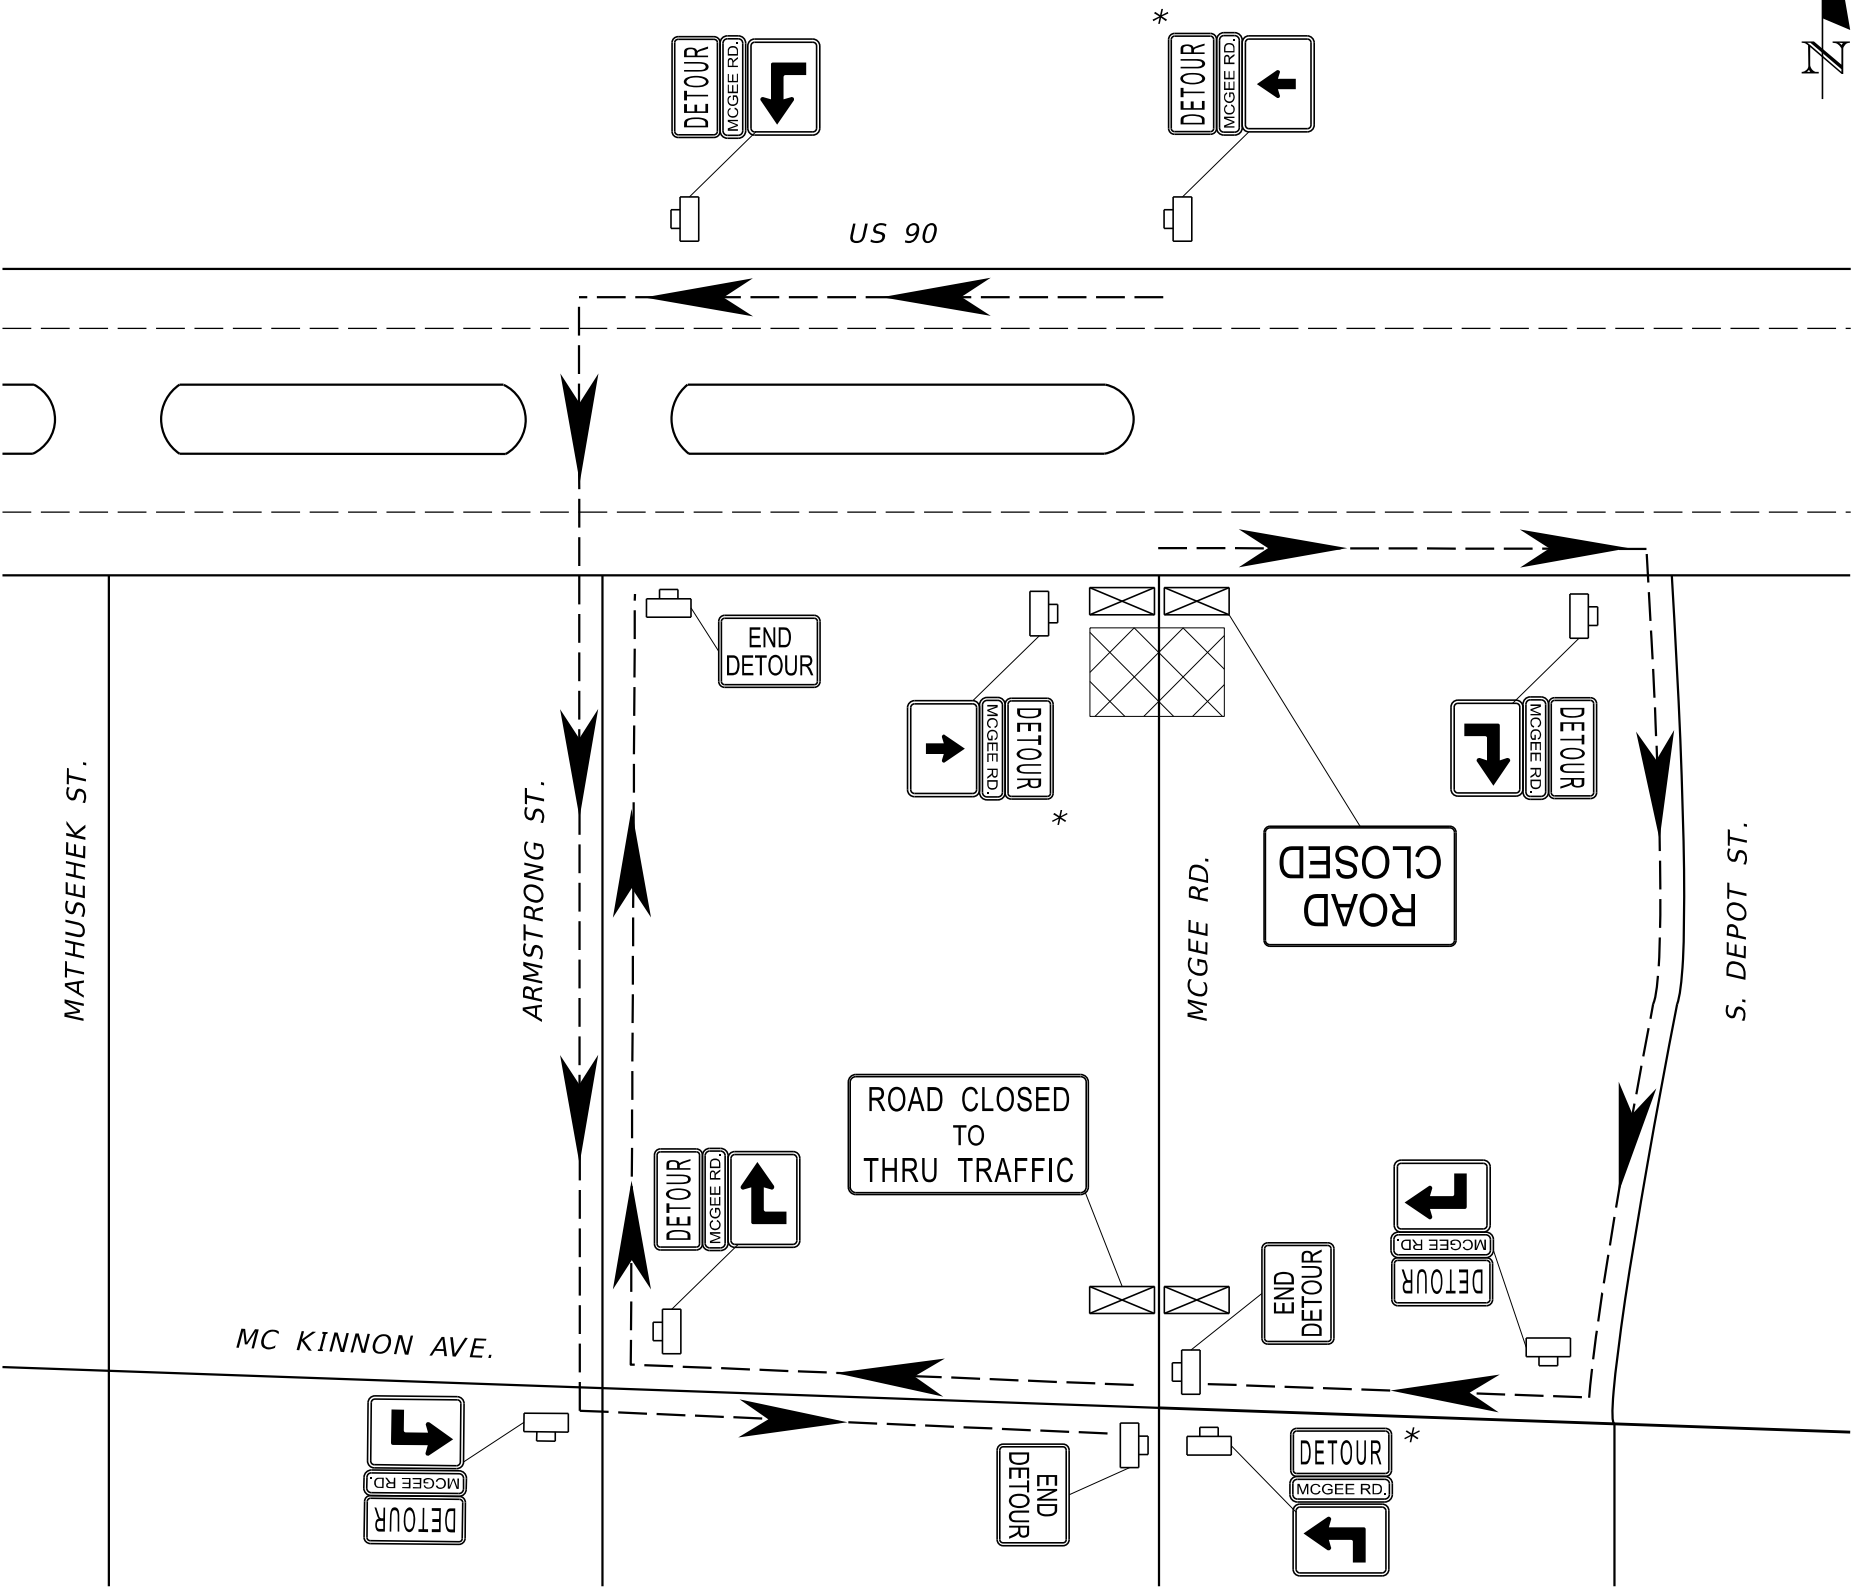 *
DETOUR
MCGEE RD.
DETOUR
MCGEE RD.
N
US 90
END
DETOUR
DETOUR
MCGEE RD.
*
DETOUR
MCGEE RD.
MATHUSEHEK ST.
ARMSTRONG ST.
MCGEE RD.
ROAD
CLOSED
S. DEPOT ST.
ROAD CLOSED
TO
THRU TRAFFIC
DETOUR
MCGEE RD.
DETOUR
MCGEE RD.
END
DETOUR
MC KINNON AVE.
DETOUR
MCGEE RD.
END
DETOUR
DETOUR *
MCGEE RD.